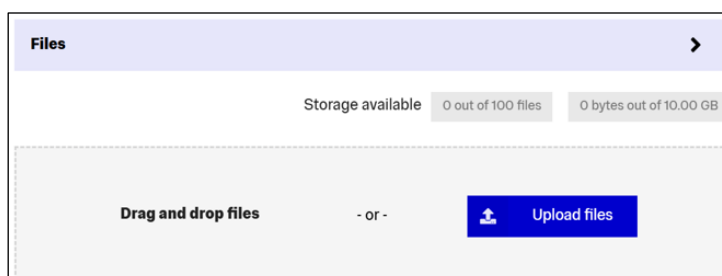 Files
Storage available 0 out of 100 files 0 bytes out of 10.00 GB
Drag and drop files - or - Upload files